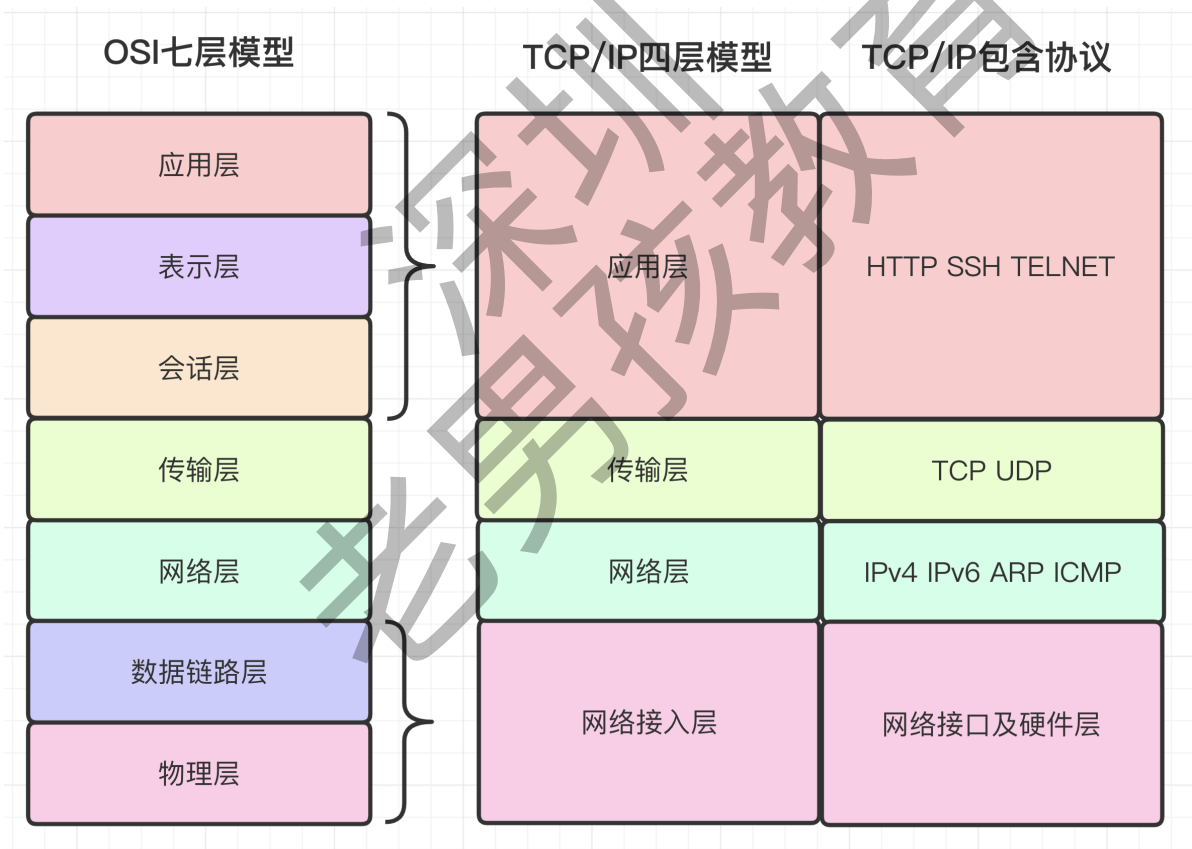 OSI七层模型
TCP/IP四层模型
TCP/IP包含协议
应用层
表示层
会话层
传输层
网络层
数据链路层
物理层
应用层
传输层
网络层
网络接入层
HTTP SSH TELNET
TCP UDP
IPv4 IPv6 ARP ICMP
网络接口及硬件层
深圳
老男孩教育